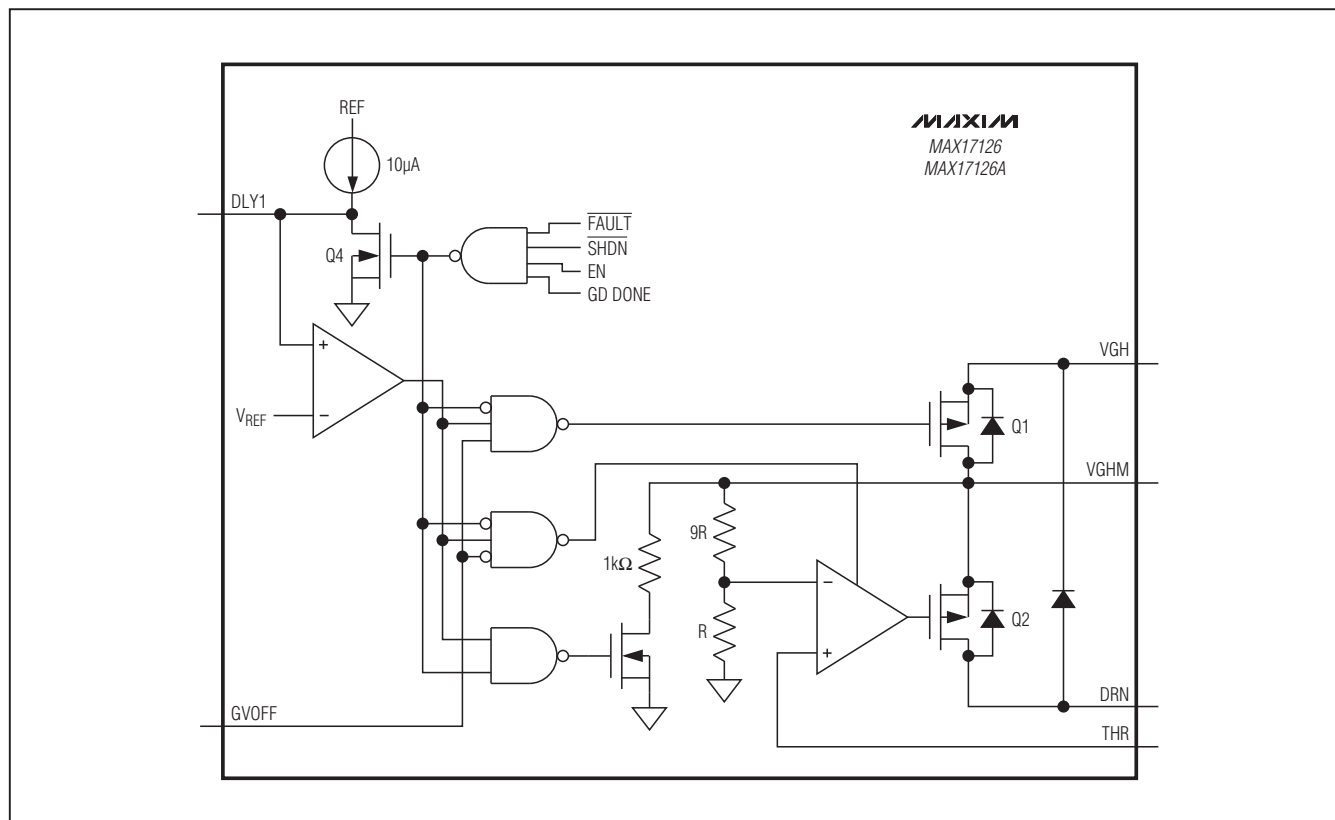 REF
MAXIM
MAX17126
MAX17126A
10µA
DLY1
FAULT
SHDN
EN
GD DONE
Q4
+
VREF
−
VGH
Q1
VGHM
9R
1kΩ
−
R
+
Q2
DRN
GVOFF
THR